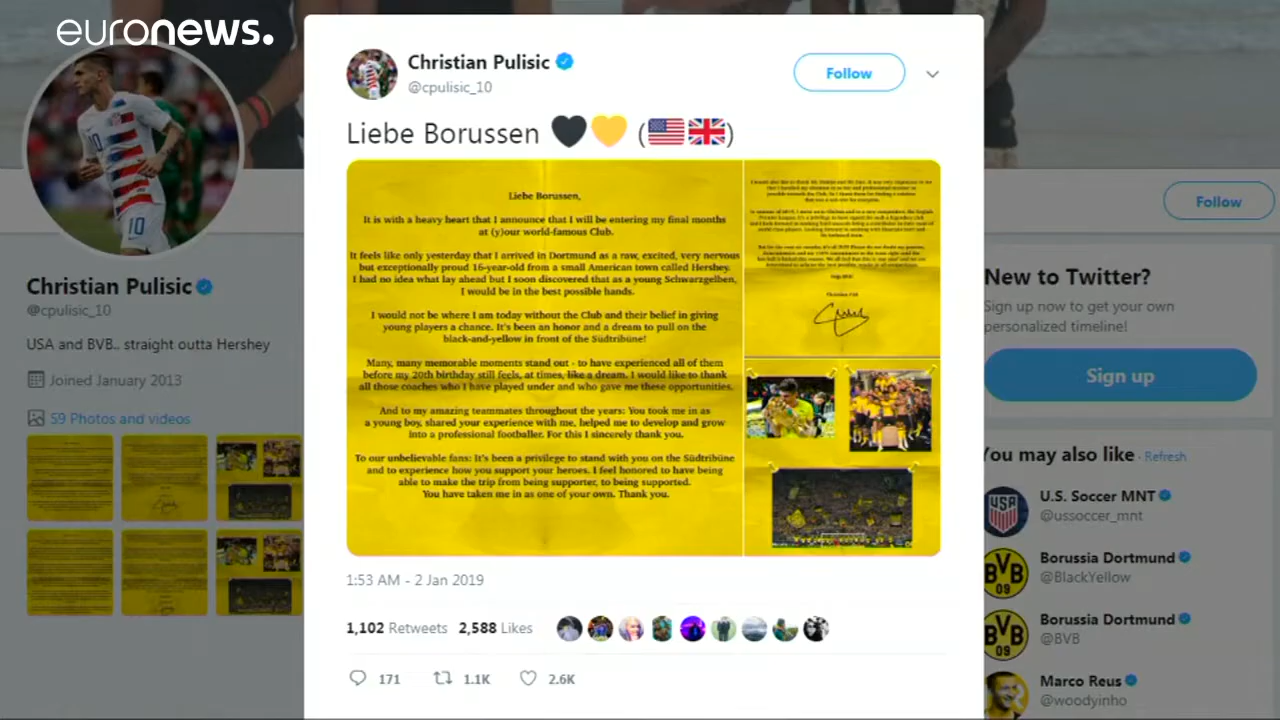 euronews.
Christian Pulisic
@cpulisic_10
Follow
Liebe Borussen 🖤💛 (🇺🇸🇬🇧)
Liebe Borussen,
It is with a heavy heart that I announce that I will be entering my final months
at (y)our world-famous Club.
It feels like only yesterday that I arrived in Dortmund as a raw, excited, very nervous
but exceptionally proud 16-year-old from a small American town called Hershey.
I had no idea what lay ahead but I soon discovered that as a young Schwarzgelben,
I would be in the best possible hands.
I would not be where I am today without the Club and their belief in giving
young players a chance. It's been an honor and a dream to pull on the
black-and-yellow in front of the Südtribüne!
Many, many memorable moments stand out - to have experienced all of them
before my 20th birthday still feels, at times, like a dream. I would like to thank
all those coaches who I have played under and who gave me these opportunities.
And to my amazing teammates throughout the years: You took me in as
a young boy, shared your experience with me, helped me to develop and grow
into a professional footballer. For this I sincerely thank you.
To our unbelievable fans: It's been a privilege to stand with you on the Südtribüne
and to experience how you support your heroes. I feel honored to have being
able to make the trip from being supporter, to being supported.
You have taken me in as one of your own. Thank you.
1:53 AM - 2 Jan 2019
1,102 Retweets 2,588 Likes
171 1.1K 2.6K
10
Christian Pulisic
@cpulisic_10
USA and BVB.. straight outta Hershey
Joined January 2013
59 Photos and videos
Follow
New to Twitter?
Sign up now to get your own
personalized timeline!
Sign up
You may also like · Refresh
USA
U.S. Soccer MNT
@ussoccer_mnt
BVB
09
Borussia Dortmund
@BlackYellow
BVB
09
Borussia Dortmund
@BVB
Marco Reus
@woodyinho